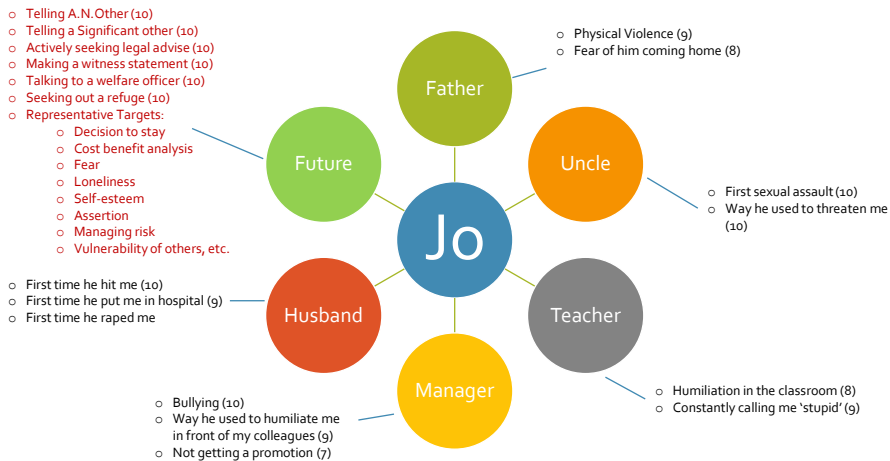 Telling A.N.Other (10)
Telling a Significant other (10)
Actively seeking legal advise (10)
Making a witness statement (10)
Talking to a welfare officer (10)
Seeking out a refuge (10)
Representative Targets:
Decision to stay
Cost benefit analysis
Fear
Loneliness
Self-esteem
Assertion
Managing risk
Vulnerability of others, etc.
Physical Violence (9)
Fear of him coming home (8)
Father
Future
Uncle
First sexual assault (10)
Way he used to threaten me
(10)
Jo
First time he hit me (10)
First time he put me in hospital (9)
First time he raped me
Husband
Teacher
Manager
Humiliation in the classroom (8)
Constantly calling me ‘stupid’ (9)
Bullying (10)
Way he used to humiliate me
in front of my colleagues (9)
Not getting a promotion (7)